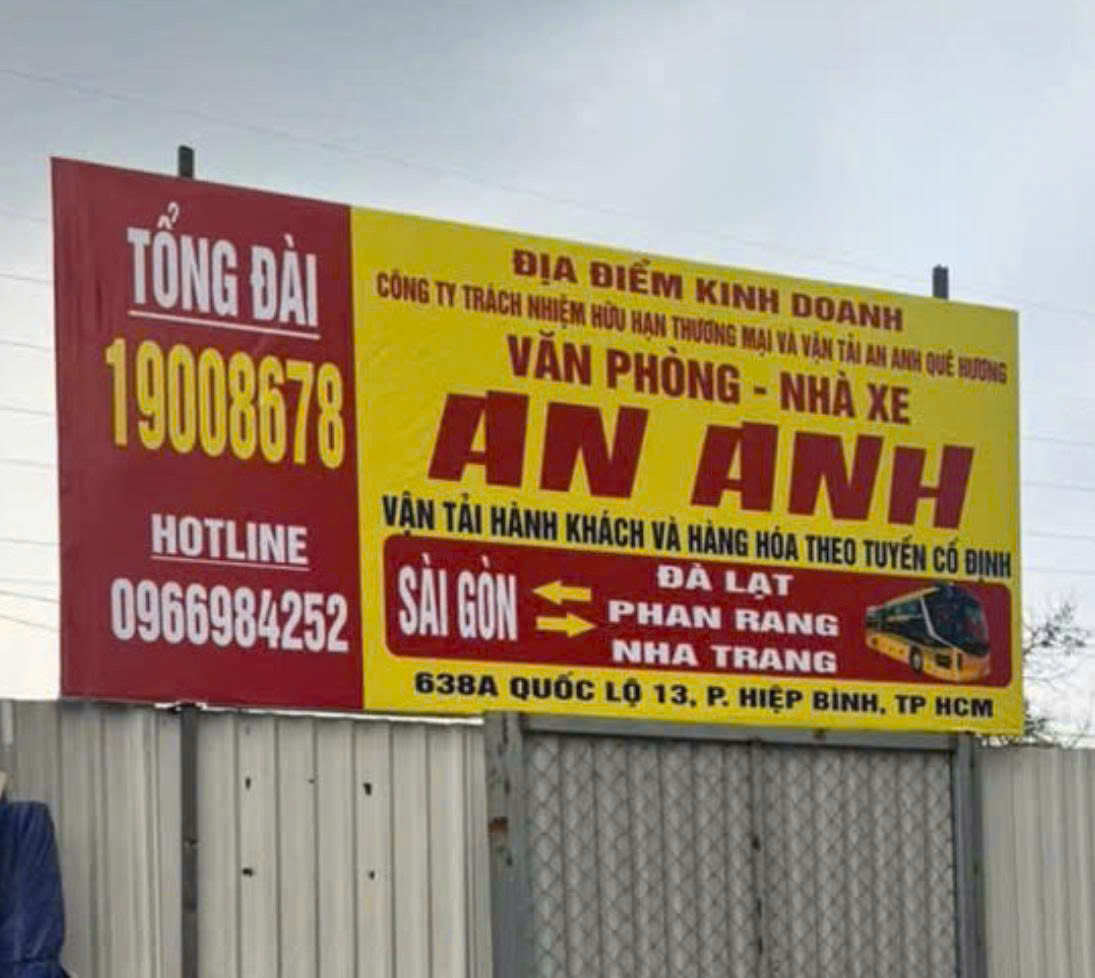 TỔNG ĐÀI
19008678
HOTLINE
0966984252
ĐỊA ĐIỂM KINH DOANH
CÔNG TY TRÁCH NHIỆM HỮU HẠN THƯƠNG MẠI VÀ VẬN TẢI AN ANH QUÊ HƯƠNG
VĂN PHÒNG - NHÀ XE
AN ANH
VẬN TẢI HÀNH KHÁCH VÀ HÀNG HÓA THEO TUYẾN CỐ ĐỊNH
SÀI GÒN
ĐÀ LẠT
PHAN RANG
NHA TRANG
638A QUỐC LỘ 13, P. HIỆP BÌNH, TP HCM